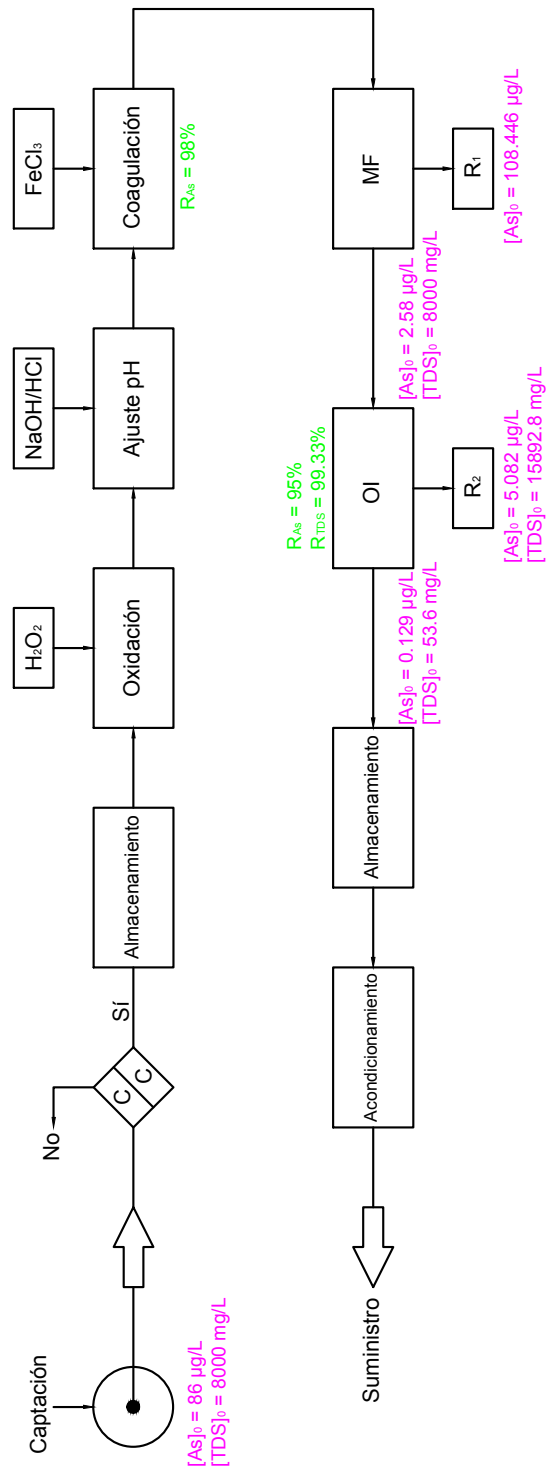 Captación
[As]₀ = 86 µg/L
[TDS]₀ = 8000 mg/L
No
C
C
Sí
Almacenamiento
H₂O₂
Oxidación
NaOH/HCl
Ajuste pH
FeCl₃
Coagulación
R_As = 98%
MF
R₁
[As]₀ = 108.446 µg/L
[As]₀ = 2.58 µg/L
[TDS]₀ = 8000 mg/L
R_As = 95%
R_TDS = 99.33%
OI
R₂
[As]₀ = 5.082 µg/L
[TDS]₀ = 15892.8 mg/L
[As]₀ = 0.129 µg/L
[TDS]₀ = 53.6 mg/L
Almacenamiento
Acondicionamiento
Suministro